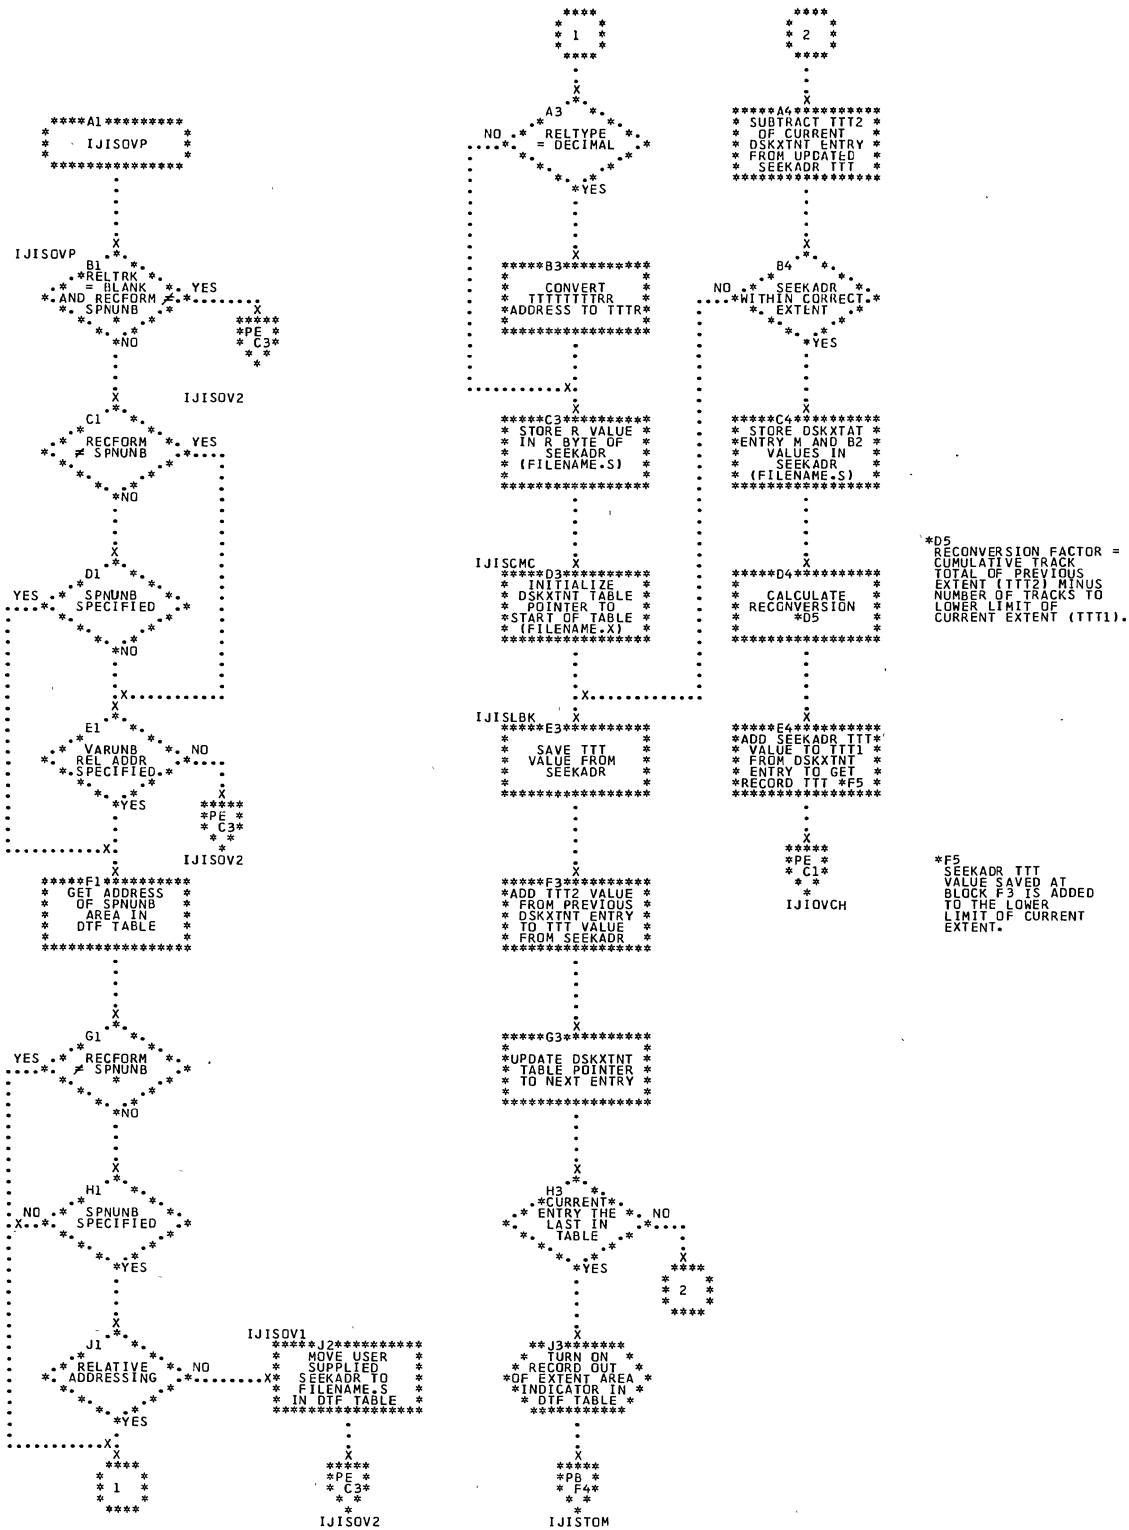 A1
IJISOVP
IJISOVP
B1
RELTRK
= BLANK
AND RECFORM ≠
SPNUNB
YES
NO
PE
C3
IJISOV2
C1
RECFORM
≠ SPNUNB
YES
NO
D1
SPNUNB
SPECIFIED
YES
NO
E1
VARUNB
REL ADDR
SPECIFIED
NO
YES
PE
C3
IJISOV2
F1
GET ADDRESS
OF SPNUNB
AREA IN
DTF TABLE
G1
RECFORM
≠ SPNUNB
YES
NO
H1
SPNUNB
SPECIFIED
NO
YES
J1
RELATIVE
ADDRESSING
NO
YES
1
IJISOV1
J2
MOVE USER
SUPPLIED
SEEKADR TO
FILENAME.S
IN DTF TABLE
PE
C3
IJISOV2
1
A3
RELTYPE
= DECIMAL
NO
YES
B3
CONVERT
TTTTTTTTRR
ADDRESS TO TTTR
C3
STORE R VALUE
IN R BYTE OF
SEEKADR
(FILENAME.S)
IJISCMC
D3
INITIALIZE
DSKXTNT TABLE
POINTER TO
START OF TABLE
(FILENAME.X)
IJISLBK
E3
SAVE TTT
VALUE FROM
SEEKADR
F3
ADD TTT2 VALUE
FROM PREVIOUS
DSKXTNT ENTRY
TO TTT VALUE
FROM SEEKADR
G3
UPDATE DSKXTNT
TABLE POINTER
TO NEXT ENTRY
H3
CURRENT
ENTRY THE
LAST IN
TABLE
NO
YES
2
J3
TURN ON
RECORD OUT
OF EXTENT AREA
INDICATOR IN
DTF TABLE
PB
F4
IJISTOM
2
A4
SUBTRACT TTT2
OF CURRENT
DSKXTNT ENTRY
FROM UPDATED
SEEKADR TTT
B4
SEEKADR
WITHIN CORRECT
EXTENT
NO
YES
C4
STORE DSKXTAT
ENTRY M AND B2
VALUES IN
SEEKADR
(FILENAME.S)
D4
CALCULATE
RECONVERSION
*D5
E4
ADD SEEKADR TTT
VALUE TO TTT1
FROM DSKXTNT
ENTRY TO GET
RECORD TTT *F5
PE
C1
IJIOVCH
*D5
RECONVERSION FACTOR =
CUMULATIVE TRACK
TOTAL OF PREVIOUS
EXTENT (TTT2) MINUS
NUMBER OF TRACKS TO
LOWER LIMIT OF
CURRENT EXTENT (TTT1).
*F5
SEEKADR TTT
VALUE SAVED AT
BLOCK F3 IS ADDED
TO THE LOWER
LIMIT OF CURRENT
EXTENT.